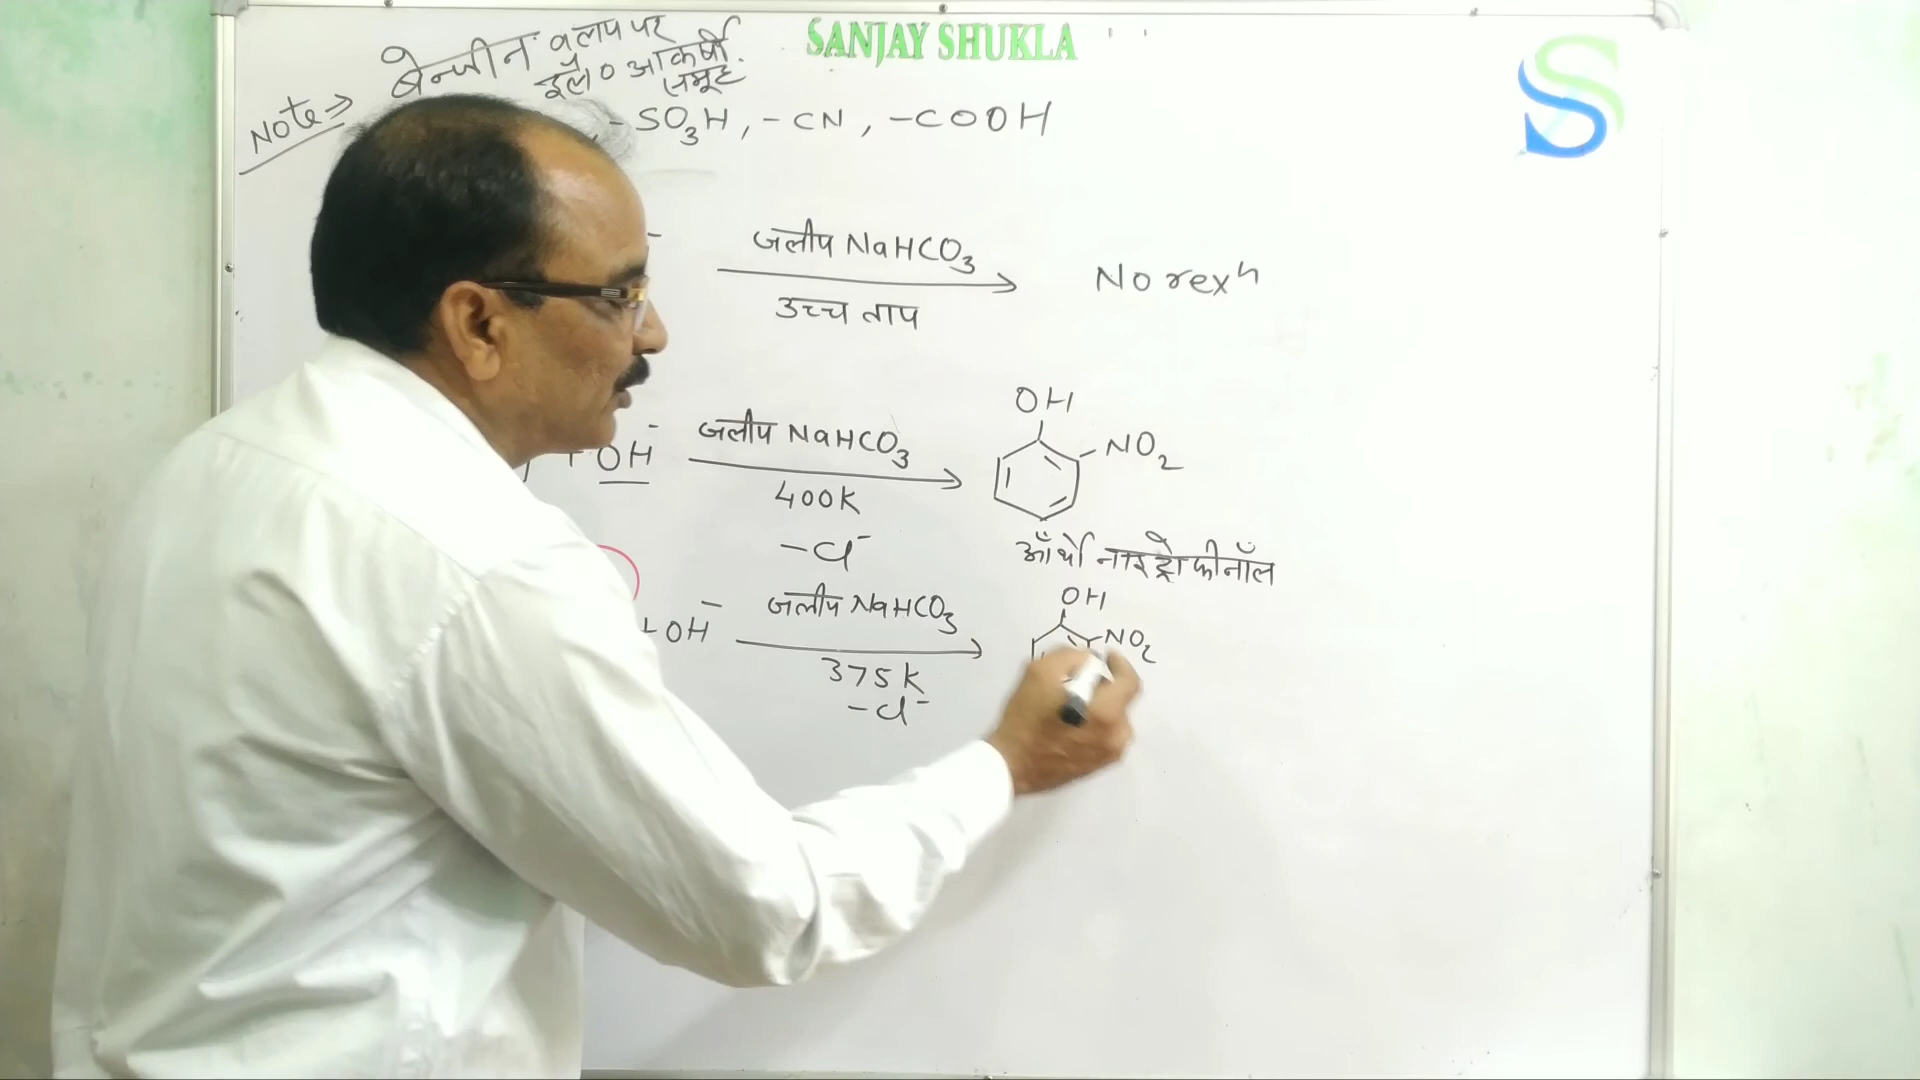 SANJAY SHUKLA
Note⇒ बेन्जीन वलय पर
इले० आकर्षी
समूह
, -SO₃H, -CN, -COOH
जलीय NaHCO₃
उच्च ताप
No rexⁿ
+ OH⁻
जलीय NaHCO₃
400K
-Cl⁻
OH
NO₂
ऑर्थो नाइट्रो फीनॉल
+ OH⁻
जलीय NaHCO₃
375K
-Cl⁻
OH
NO₂